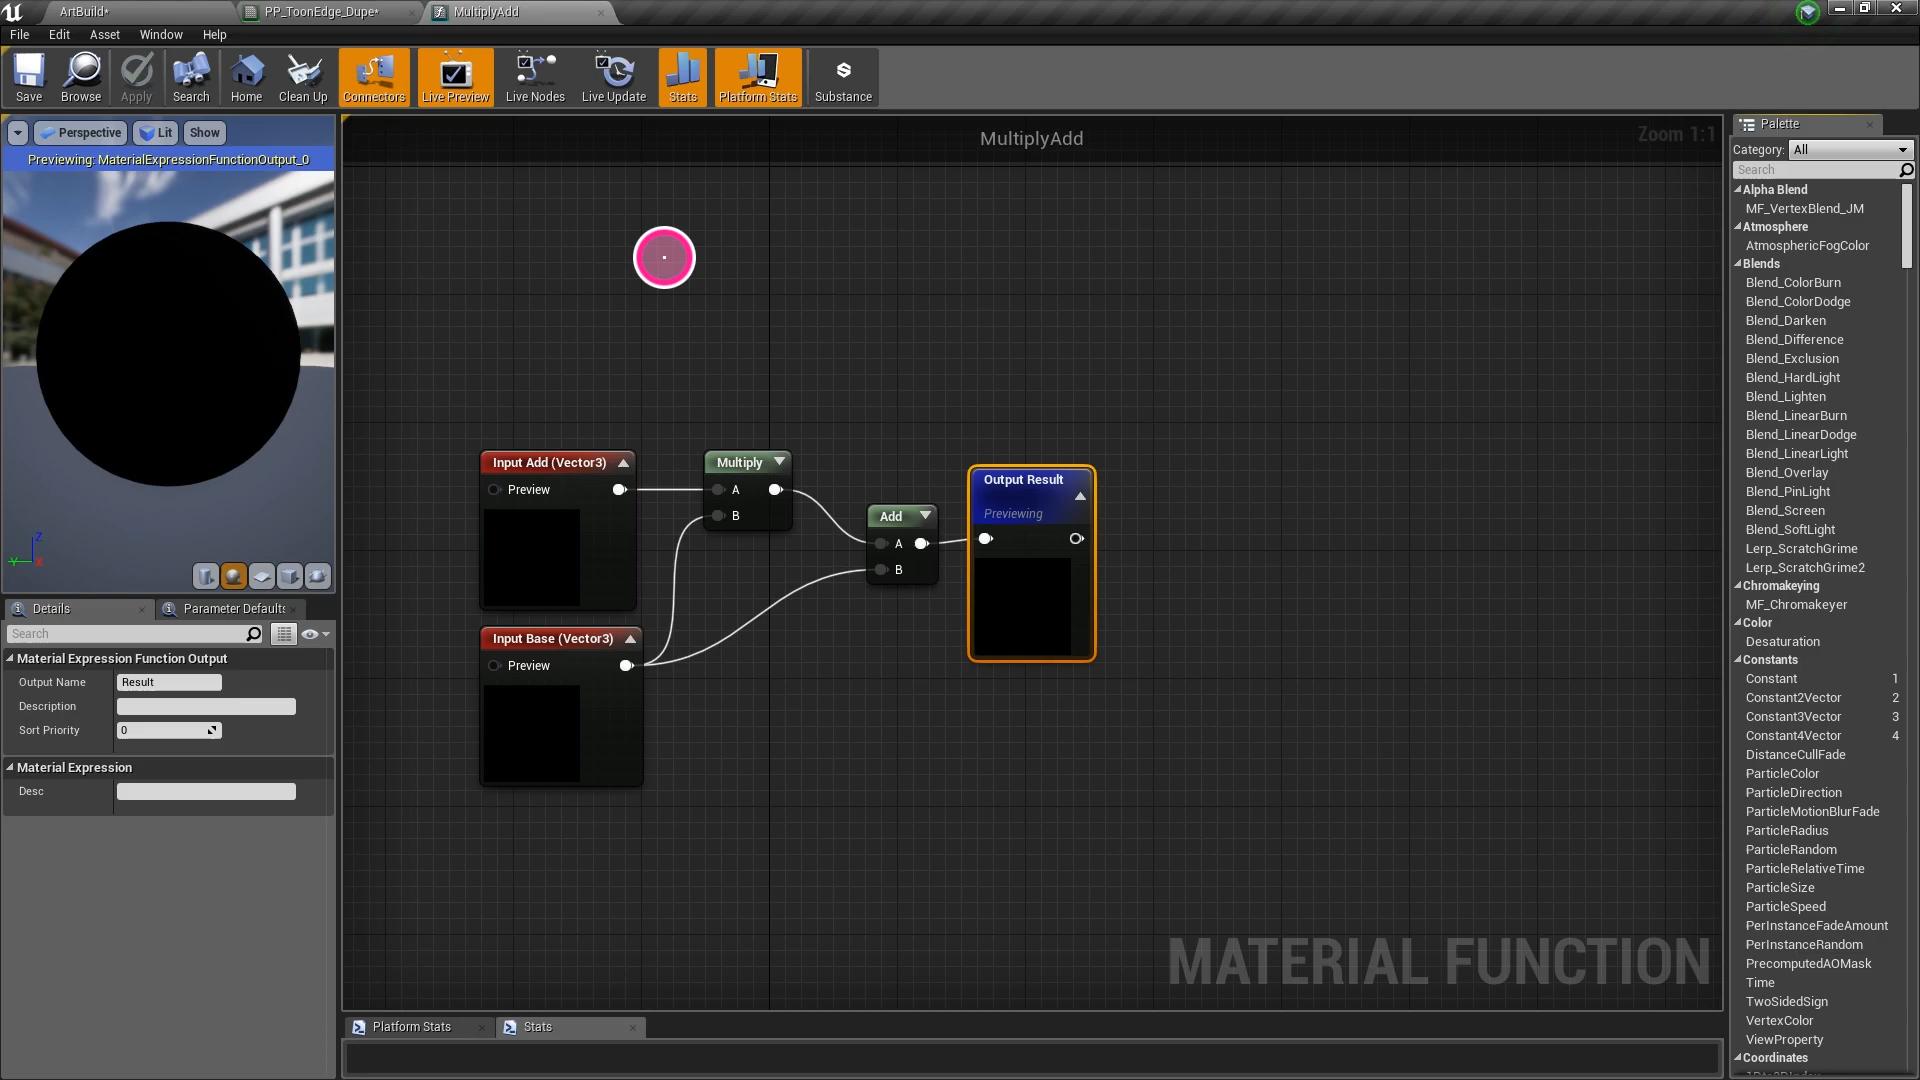 ArtBuild*
PP_ToonEdge_Dupe*
MultiplyAdd
File Edit Asset Window Help
Save Browse Apply Search Home Clean Up Connectors Live Preview Live Nodes Live Update Stats Platform Stats Substance
Perspective Lit Show
Previewing: MaterialExpressionFunctionOutput_0
Z
Y
X
Details
Parameter Defaults
Search
Material Expression Function Output
Output Name Result
Description
Sort Priority 0
Material Expression
Desc
MultiplyAdd
Zoom 1:1
Input Add (Vector3)
Preview
Multiply
A
B
Add
A
B
Output Result
Previewing
Input Base (Vector3)
Preview
MATERIAL FUNCTION
Platform Stats
Stats
Palette
Category: All
Search
Alpha Blend
MF_VertexBlend_JM
Atmosphere
AtmosphericFogColor
Blends
Blend_ColorBurn
Blend_ColorDodge
Blend_Darken
Blend_Difference
Blend_Exclusion
Blend_HardLight
Blend_Lighten
Blend_LinearBurn
Blend_LinearDodge
Blend_LinearLight
Blend_Overlay
Blend_PinLight
Blend_Screen
Blend_SoftLight
Lerp_ScratchGrime
Lerp_ScratchGrime2
Chromakeying
MF_Chromakeyer
Color
Desaturation
Constants
Constant 1
Constant2Vector 2
Constant3Vector 3
Constant4Vector 4
DistanceCullFade
ParticleColor
ParticleDirection
ParticleMotionBlurFade
ParticleRadius
ParticleRandom
ParticleRelativeTime
ParticleSize
ParticleSpeed
PerInstanceFadeAmount
PerInstanceRandom
PrecomputedAOMask
Time
TwoSidedSign
VertexColor
ViewProperty
Coordinates